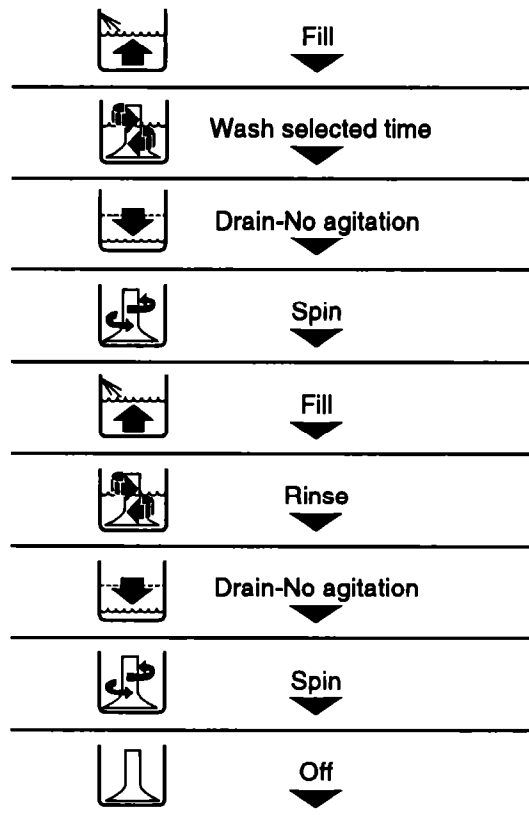 Fill
Wash selected time
Drain-No agitation
Spin
Fill
Rinse
Drain-No agitation
Spin
Off